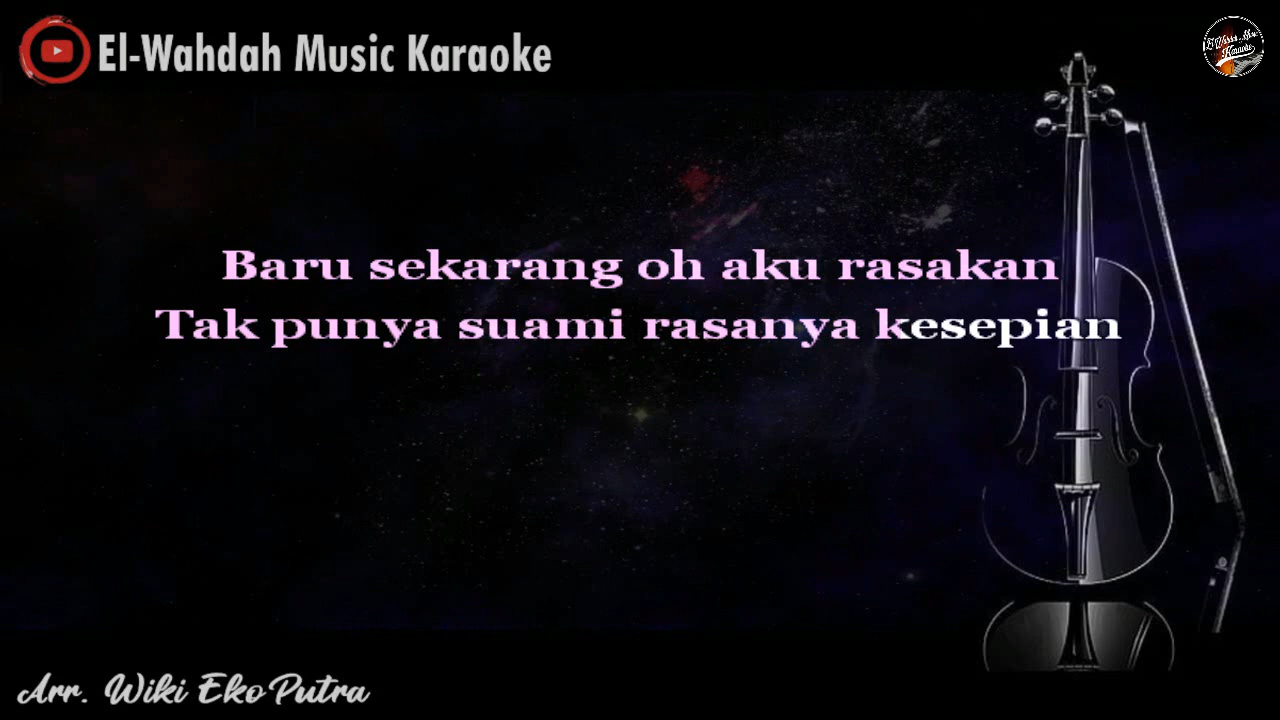 El-Wahdah Music Karaoke
Baru sekarang oh aku rasakan
Tak punya suami rasanya kesepian
Arr. Wiki Eko Putra